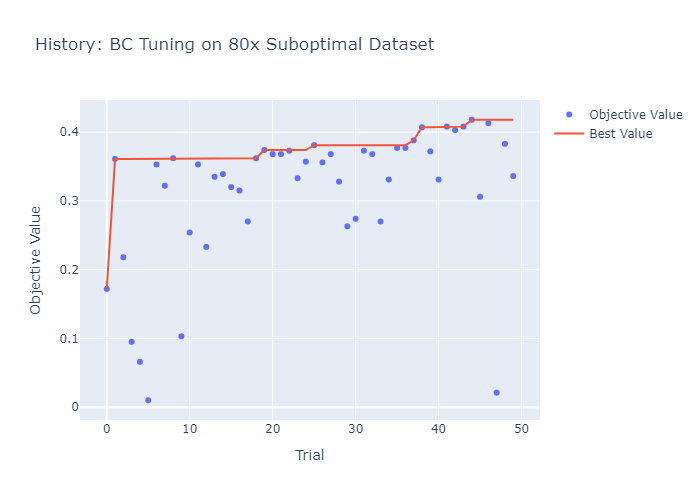 History: BC Tuning on 80x Suboptimal Dataset
Objective Value
Best Value
0.4
0.3
0.2
0.1
0
Objective Value
0
10
20
30
40
50
Trial